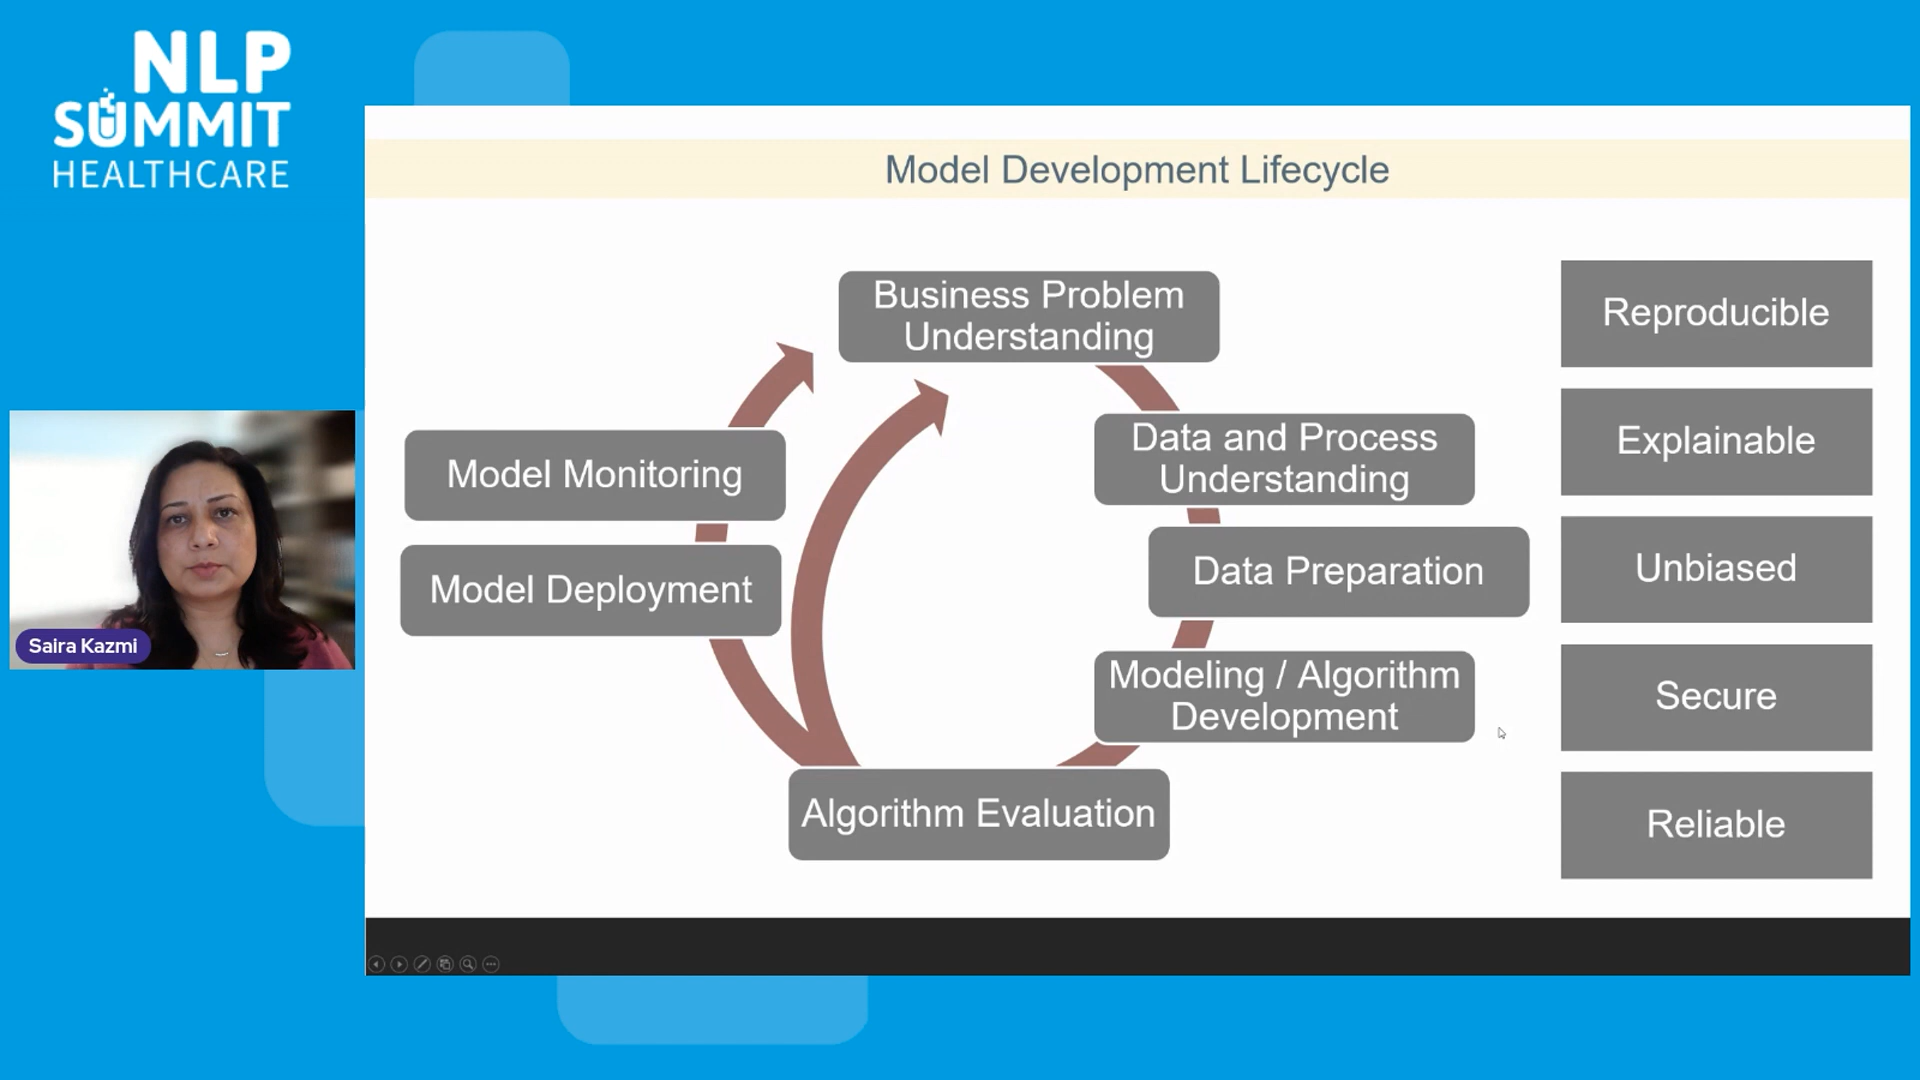 NLP
SUMMIT
HEALTHCARE
Model Development Lifecycle
Business Problem
Understanding
Data and Process
Understanding
Data Preparation
Modeling / Algorithm
Development
Algorithm Evaluation
Model Deployment
Model Monitoring
Reproducible
Explainable
Unbiased
Secure
Reliable
Saira Kazmi